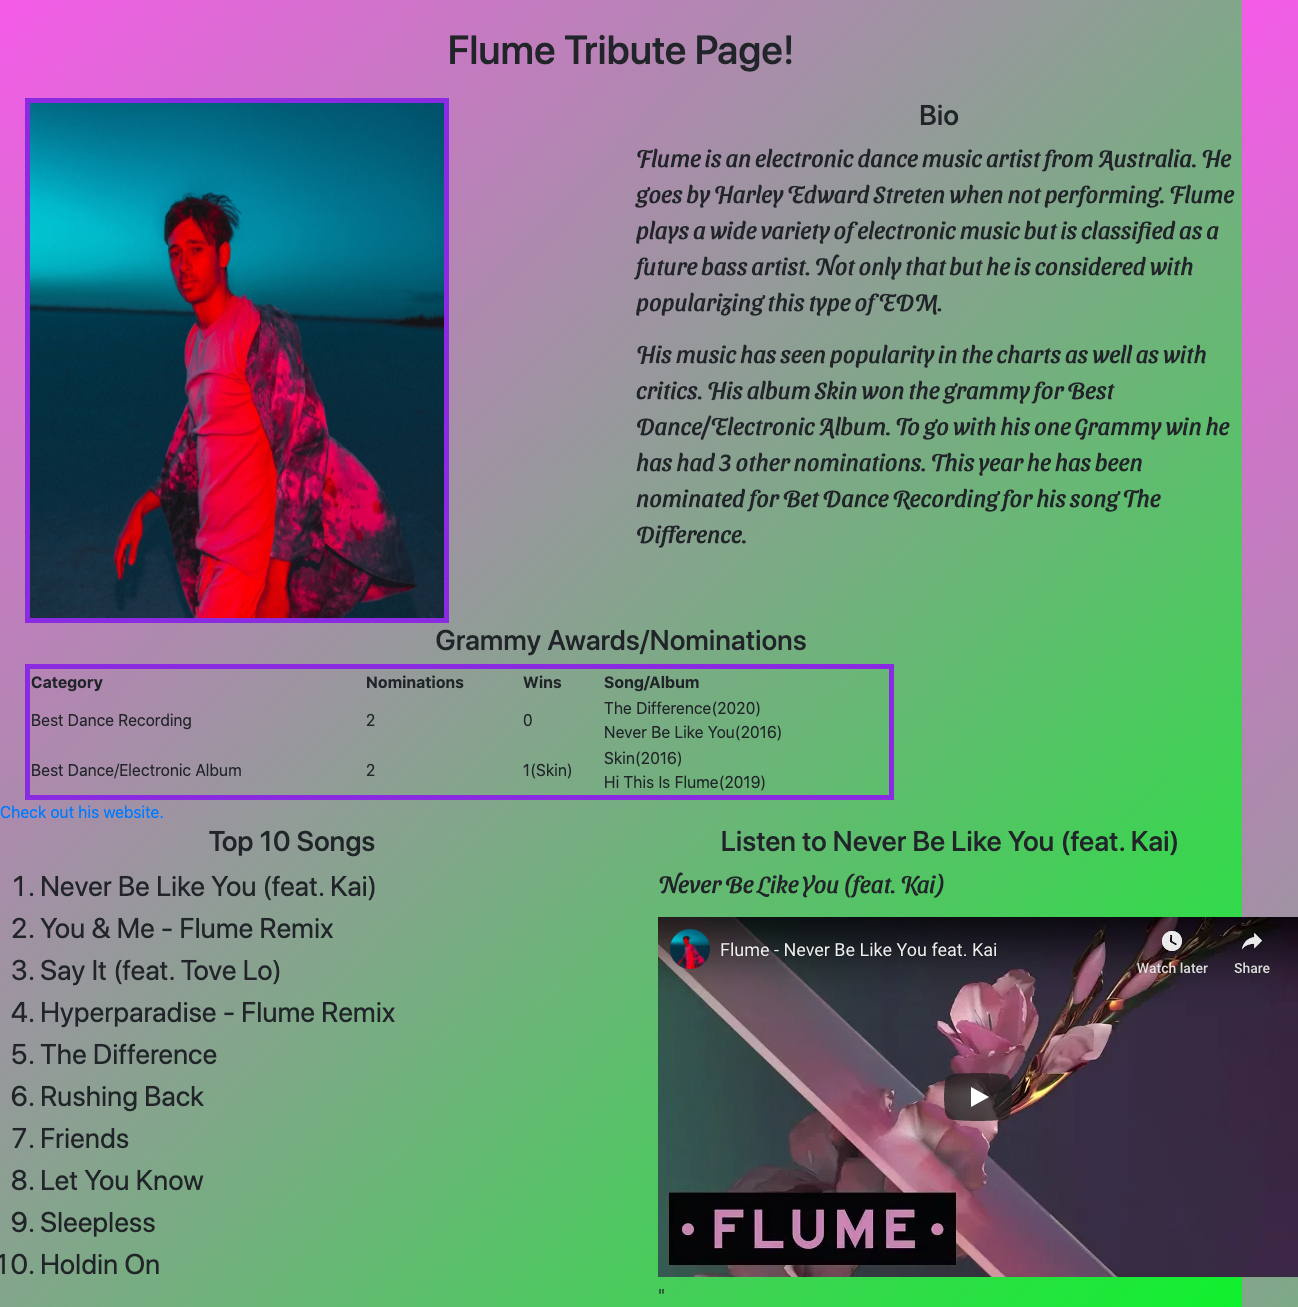 Flume Tribute Page!
Bio
Flume is an electronic dance music artist from Australia. He
goes by Harley Edward Streten when not performing. Flume
plays a wide variety of electronic music but is classified as a
future bass artist. Not only that but he is considered with
popularizing this type of EDM.
His music has seen popularity in the charts as well as with
critics. His album Skin won the grammy for Best
Dance/Electronic Album. To go with his one Grammy win he
has had 3 other nominations. This year he has been
nominated for Bet Dance Recording for his song The
Difference.
Grammy Awards/Nominations
Category Nominations Wins Song/Album
Best Dance Recording 2 0 The Difference(2020)
Never Be Like You(2016)
Best Dance/Electronic Album 2 1(Skin) Skin(2016)
Hi This Is Flume(2019)
Check out his website.
Top 10 Songs
1. Never Be Like You (feat. Kai)
2. You & Me - Flume Remix
3. Say It (feat. Tove Lo)
4. Hyperparadise - Flume Remix
5. The Difference
6. Rushing Back
7. Friends
8. Let You Know
9. Sleepless
10. Holdin On
Listen to Never Be Like You (feat. Kai)
Never Be Like You (feat. Kai)
Flume - Never Be Like You feat. Kai
Watch later Share
• FLUME •
"